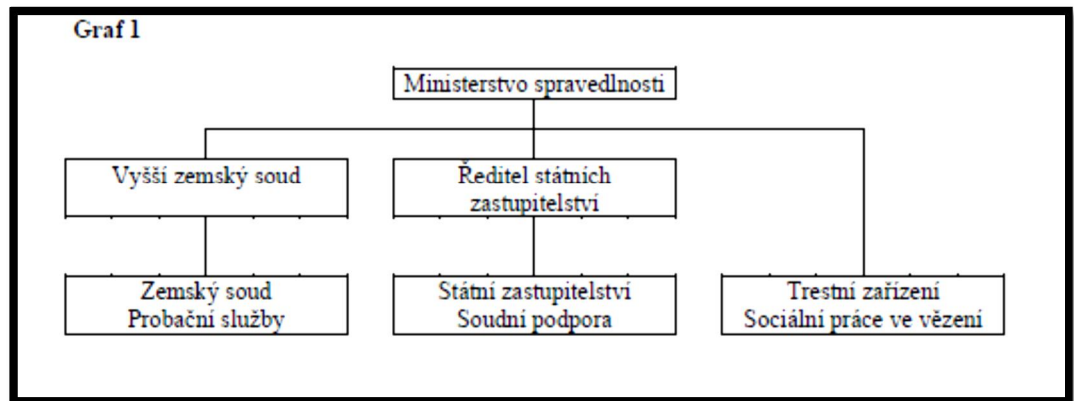 Graf 1
Ministerstvo spravedlnosti
Vyšší zemský soud
Ředitel státních
zastupitelství
Zemský soud
Probační služby
Státní zastupitelství
Soudní podpora
Trestní zařízení
Sociální práce ve vězení